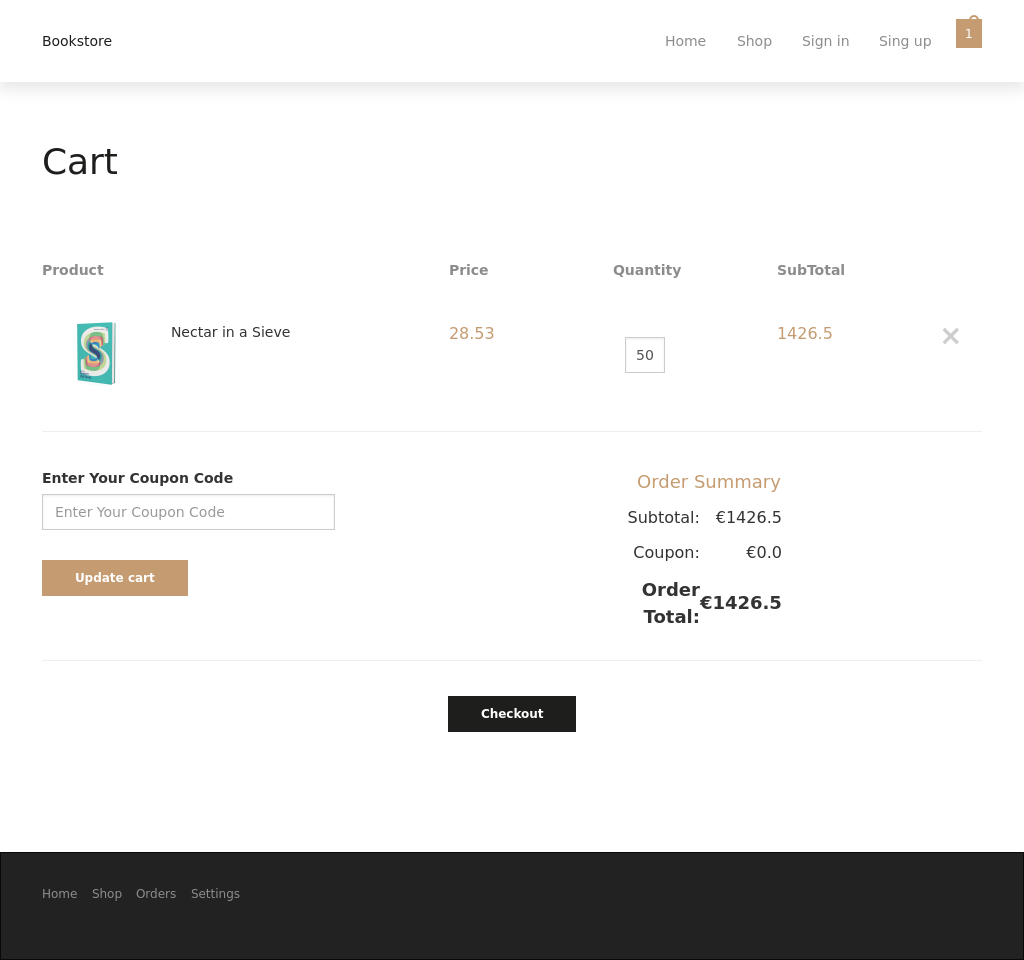 Bookstore
Home Shop Sign in Sing up 1
Cart
Product Price Quantity SubTotal
Nectar in a Sieve 28.53 50 1426.5 ×
Enter Your Coupon Code
Enter Your Coupon Code
Update cart
Order Summary
Subtotal: €1426.5
Coupon: €0.0
Order Total: €1426.5
Checkout
Home Shop Orders Settings